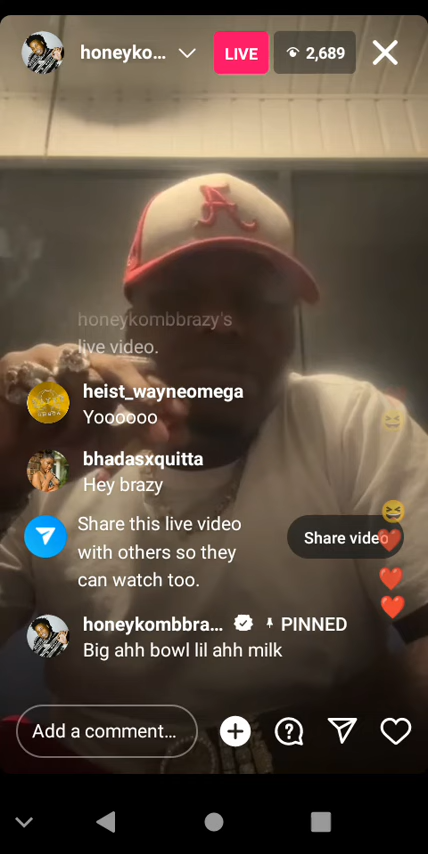 honeyko...
LIVE
2,689
A
honeykombbrazy's
live video.
heist_wayneomega
Yoooooo
bhadasxquitta
Hey brazy
Share this live video
with others so they
can watch too.
Share video
honeykombbra...
PINNED
Big ahh bowl lil ahh milk
Add a comment...